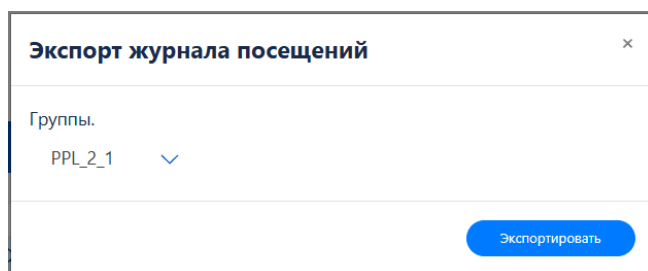 Экспорт журнала посещений
×
Группы.
PPL_2_1
Экспортировать